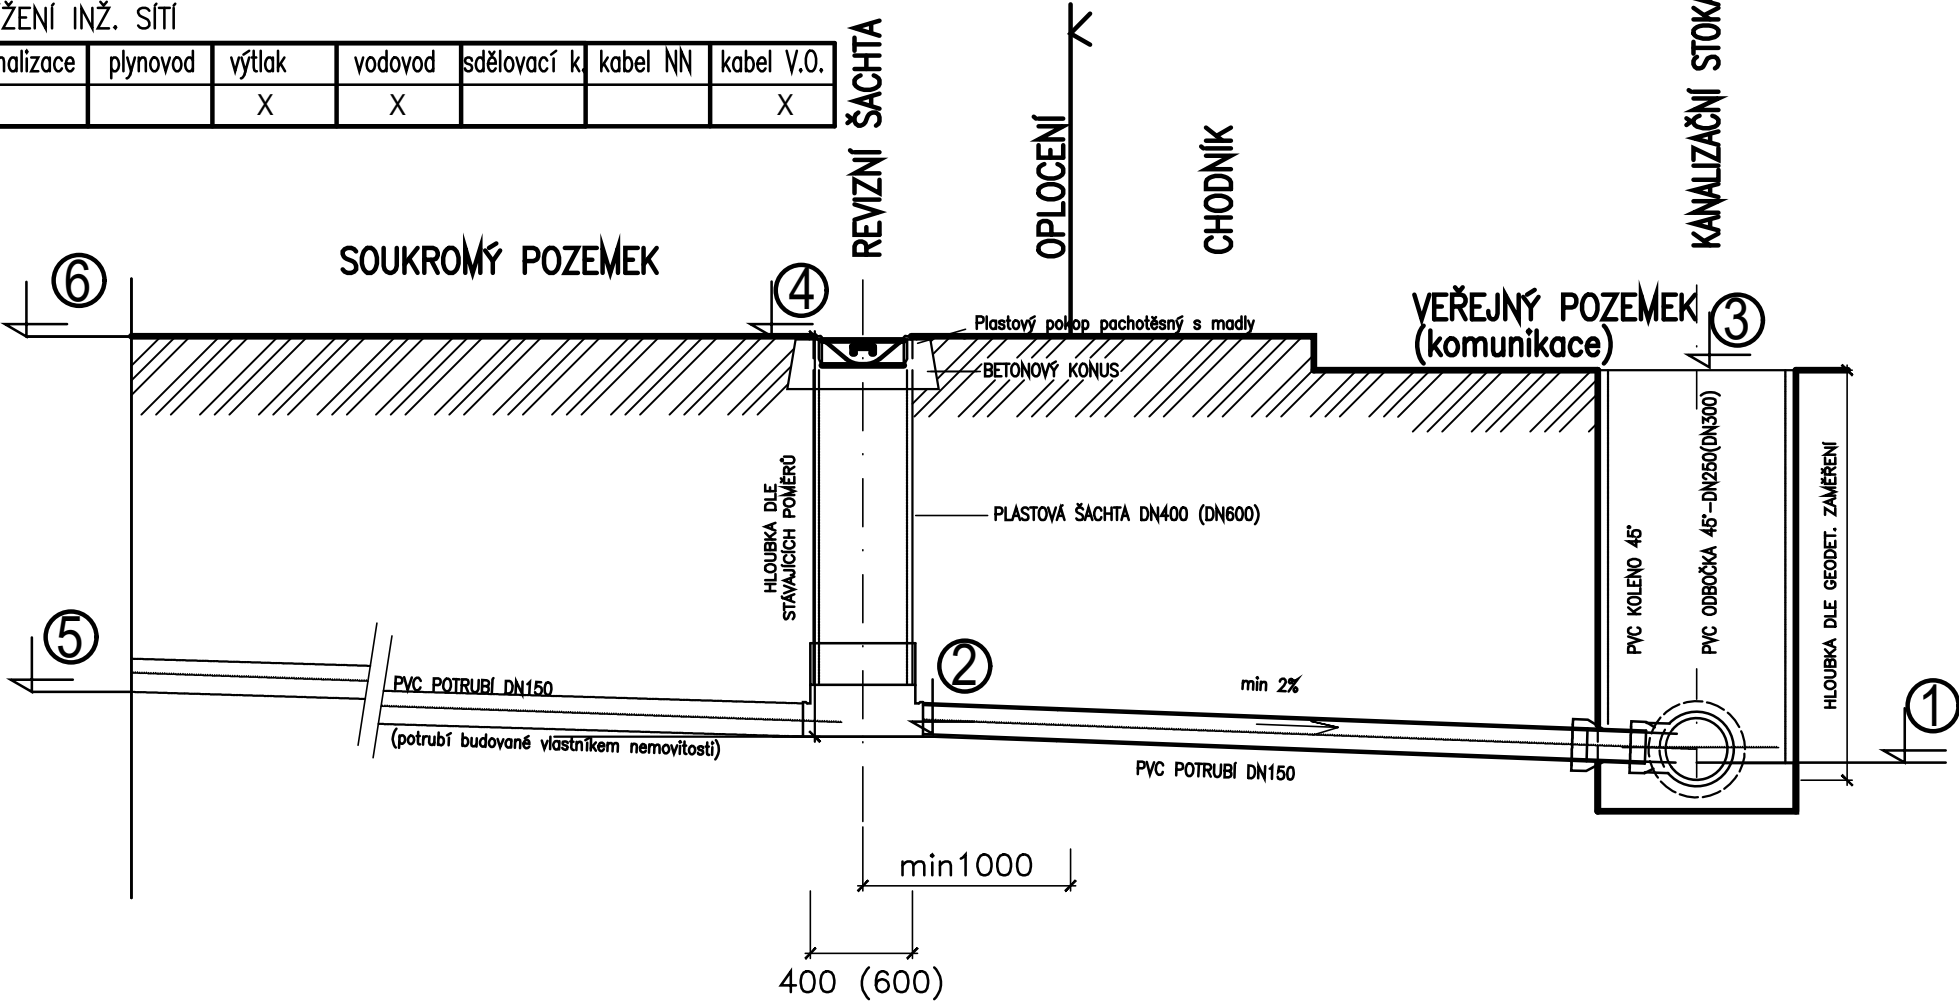 ŽENÍ INŽ. SÍTÍ
nalizace plynovod výtlak vodovod sdělovací k. kabel NN kabel V.O.
X X X
REVIZNÍ ŠACHTA
OPLOCENÍ
CHODNÍK
KANALIZAČNÍ STOKA
SOUKROMÝ POZEMEK
VEŘEJNÝ POZEMEK
(komunikace)
6
4
3
Plastový pokop pachotěsný s madly
BETONOVÝ KONUS
HLOUBKA DLE
STÁVAJÍCÍCH POMĚRŮ
PLASTOVÁ ŠACHTA DN400 (DN600)
PVC KOLENO 45°
PVC ODBOČKA 45°-DN250(DN300)
HLOUBKA DLE GEODET. ZAMĚŘENÍ
5
2
1
PVC POTRUBÍ DN150
(potrubí budované vlastníkem nemovitosti)
min 2%
PVC POTRUBÍ DN150
min1000
400 (600)